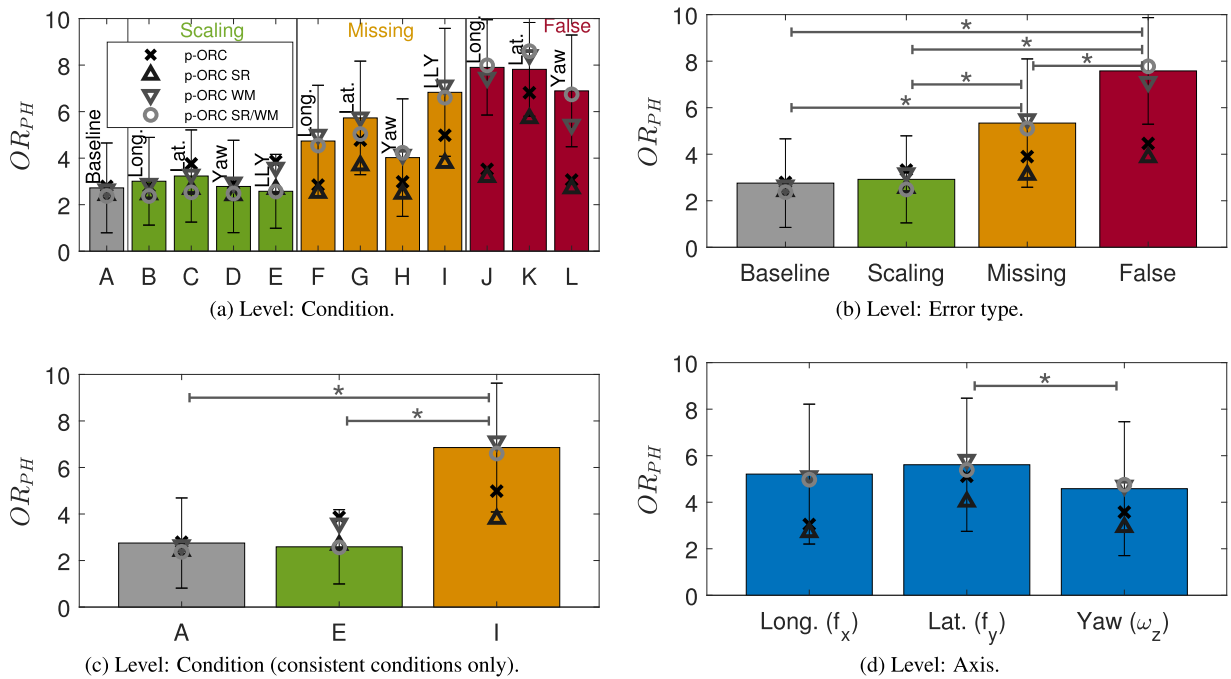 Scaling Missing False
p-ORC
p-ORC SR
p-ORC WM
p-ORC SR/WM
Baseline Long. Lat. Yaw LLY Long. Lat. Yaw LLY Long. Lat. Yaw
OR_PH
10
8
6
4
2
0
A B C D E F G H I J K L
(a) Level: Condition.
OR_PH
10
8
6
4
2
0
* * * * *
Baseline Scaling Missing False
(b) Level: Error type.
OR_PH
10
8
6
4
2
0
* *
A E I
(c) Level: Condition (consistent conditions only).
OR_PH
10
8
6
4
2
0
*
Long. (f_x) Lat. (f_y) Yaw (ω_z)
(d) Level: Axis.